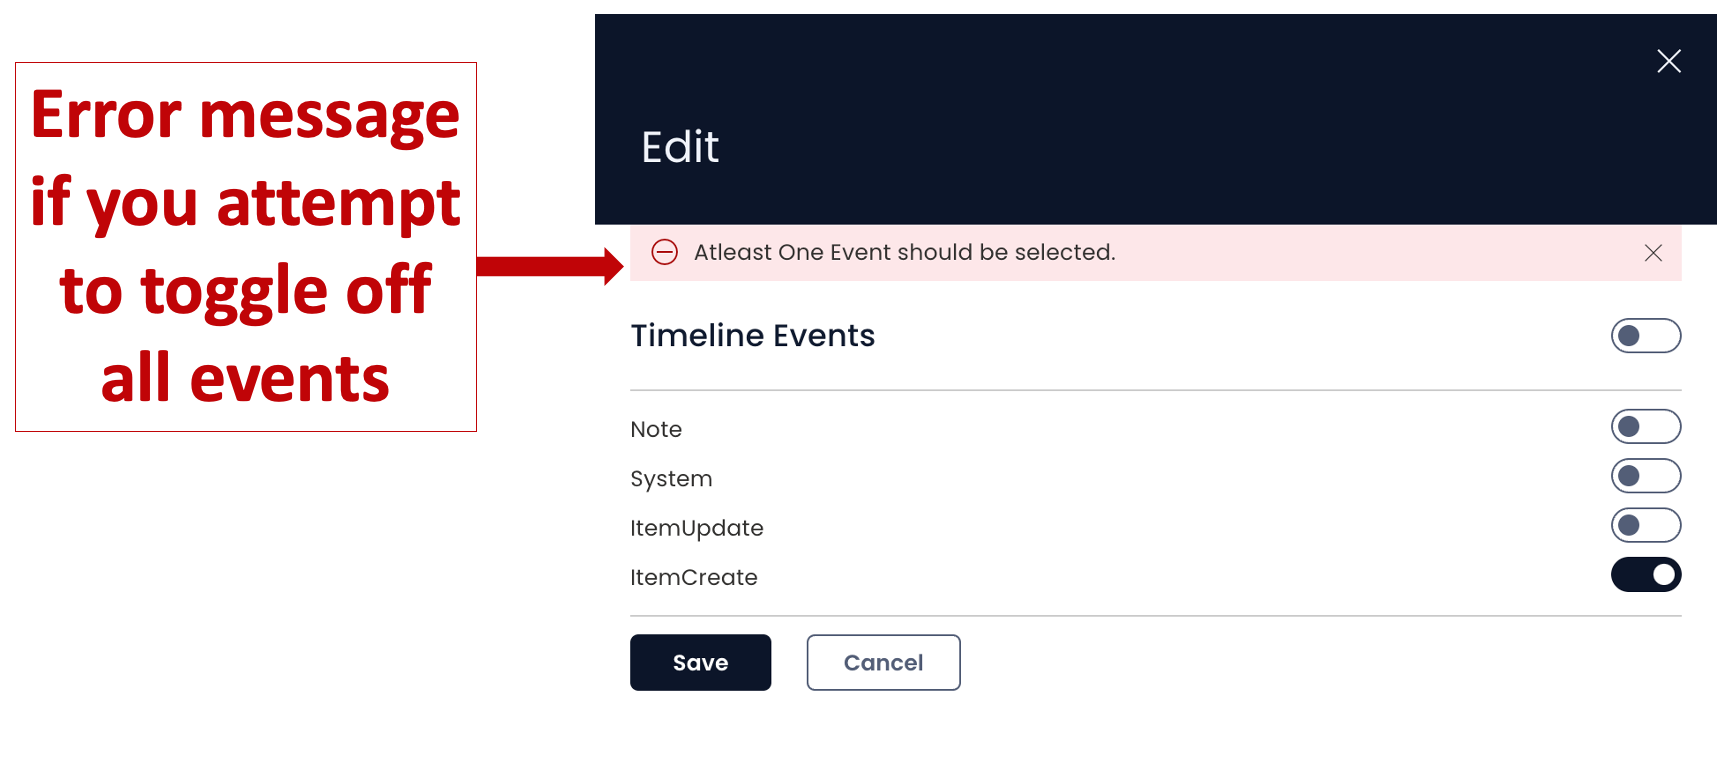 Error message
if you attempt
to toggle off
all events
Edit
Atleast One Event should be selected.
Timeline Events
Note
System
ItemUpdate
ItemCreate
Save
Cancel